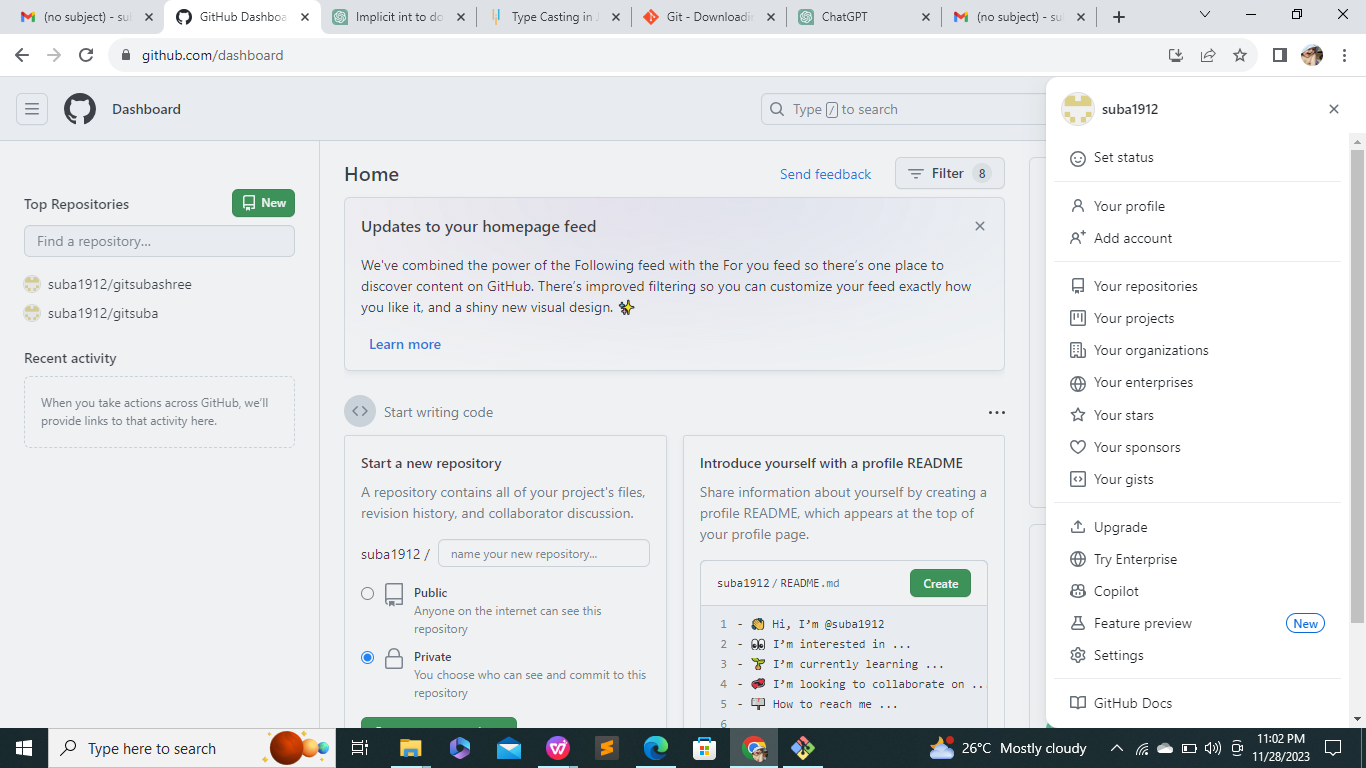 (no subject) - sul
GitHub Dashboa
Implicit int to do
Type Casting in J
Git - Downloadin
ChatGPT
(no subject) - sul
github.com/dashboard
Dashboard
Type / to search
suba1912
Set status
Your profile
Add account
Your repositories
Your projects
Your organizations
Your enterprises
Your stars
Your sponsors
Your gists
Upgrade
Try Enterprise
Copilot
Feature preview
New
Settings
GitHub Docs
Top Repositories
New
Find a repository...
suba1912/gitsubashree
suba1912/gitsuba
Recent activity
When you take actions across GitHub, we’ll
provide links to that activity here.
Home
Send feedback
Filter 8
Updates to your homepage feed
We've combined the power of the Following feed with the For you feed so there’s one place to
discover content on GitHub. There’s improved filtering so you can customize your feed exactly how
you like it, and a shiny new visual design. ✨
Learn more
Start writing code
Start a new repository
A repository contains all of your project's files,
revision history, and collaborator discussion.
suba1912 /
name your new repository...
Public
Anyone on the internet can see this
repository
Private
You choose who can see and commit to this
repository
Introduce yourself with a profile README
Share information about yourself by creating a
profile README, which appears at the top of
your profile page.
suba1912 / README.md
Create
1 - 👋 Hi, I’m @suba1912
2 - 👀 I’m interested in ...
3 - 🌱 I’m currently learning ...
4 - 💞️ I’m looking to collaborate on ...
5 - 📫 How to reach me ...
6
Type here to search
26°C Mostly cloudy
11:02 PM
11/28/2023